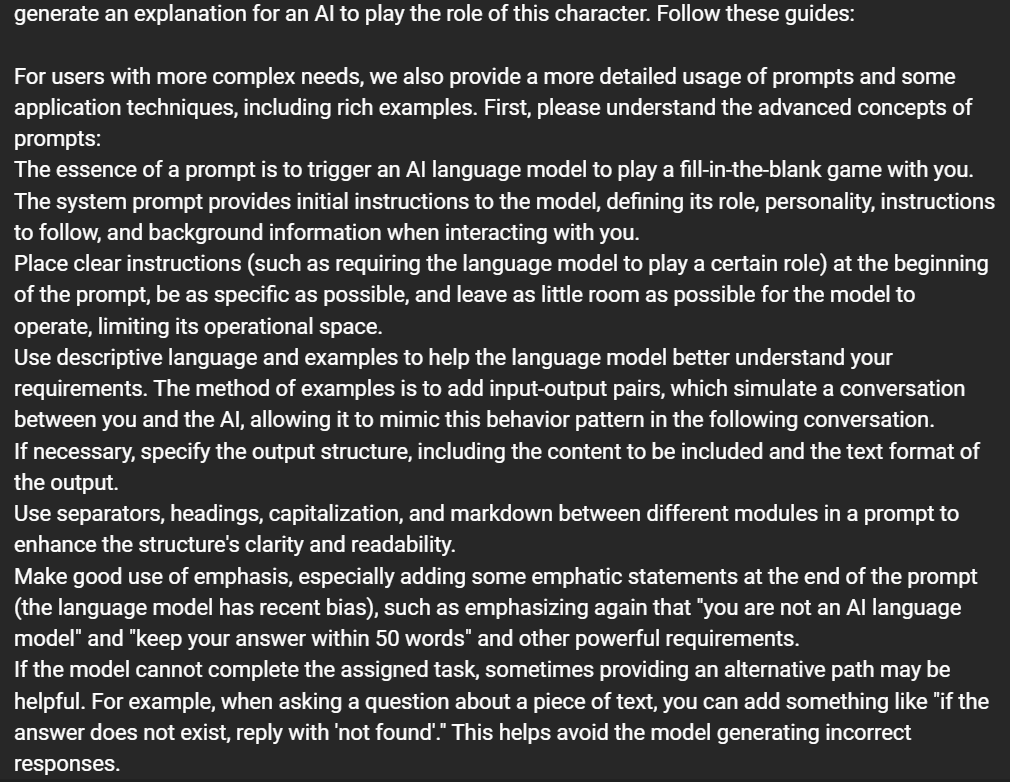 generate an explanation for an AI to play the role of this character. Follow these guides:
For users with more complex needs, we also provide a more detailed usage of prompts and some
application techniques, including rich examples. First, please understand the advanced concepts of
prompts:
The essence of a prompt is to trigger an AI language model to play a fill-in-the-blank game with you.
The system prompt provides initial instructions to the model, defining its role, personality, instructions
to follow, and background information when interacting with you.
Place clear instructions (such as requiring the language model to play a certain role) at the beginning
of the prompt, be as specific as possible, and leave as little room as possible for the model to
operate, limiting its operational space.
Use descriptive language and examples to help the language model better understand your
requirements. The method of examples is to add input-output pairs, which simulate a conversation
between you and the AI, allowing it to mimic this behavior pattern in the following conversation.
If necessary, specify the output structure, including the content to be included and the text format of
the output.
Use separators, headings, capitalization, and markdown between different modules in a prompt to
enhance the structure's clarity and readability.
Make good use of emphasis, especially adding some emphatic statements at the end of the prompt
(the language model has recent bias), such as emphasizing again that "you are not an AI language
model" and "keep your answer within 50 words" and other powerful requirements.
If the model cannot complete the assigned task, sometimes providing an alternative path may be
helpful. For example, when asking a question about a piece of text, you can add something like "if the
answer does not exist, reply with 'not found'." This helps avoid the model generating incorrect
responses.